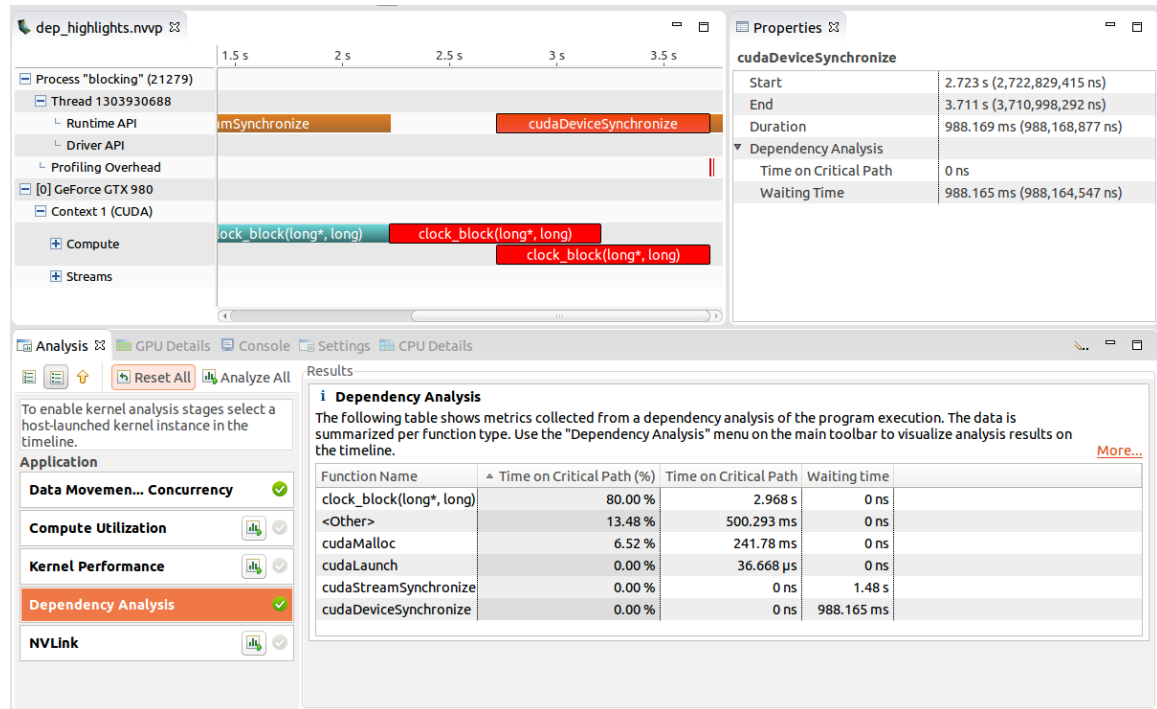 dep_highlights.nvvp
1.5 s 2 s 2.5 s 3 s 3.5 s
Process "blocking" (21279)
Thread 1303930688
Runtime API
amSynchronize
cudaDeviceSynchronize
Driver API
Profiling Overhead
[0] GeForce GTX 980
Context 1 (CUDA)
Compute
lock_block(long*, long)
clock_block(long*, long)
clock_block(long*, long)
Streams
Properties
cudaDeviceSynchronize
Start 2.723 s (2,722,829,415 ns)
End 3.711 s (3,710,998,292 ns)
Duration 988.169 ms (988,168,877 ns)
Dependency Analysis
Time on Critical Path 0 ns
Waiting Time 988.165 ms (988,164,547 ns)
Analysis GPU Details Console Settings CPU Details
Reset All Analyze All
To enable kernel analysis stages select a
host-launched kernel instance in the
timeline.
Application
Data Movemen... Concurrency
Compute Utilization
Kernel Performance
Dependency Analysis
NVLink
Results
i Dependency Analysis
The following table shows metrics collected from a dependency analysis of the program execution. The data is
summarized per function type. Use the "Dependency Analysis" menu on the main toolbar to visualize analysis results on
the timeline.
More...
Function Name Time on Critical Path (%) Time on Critical Path Waiting time
clock_block(long*, long) 80.00 % 2.968 s 0 ns
<Other> 13.48 % 500.293 ms 0 ns
cudaMalloc 6.52 % 241.78 ms 0 ns
cudaLaunch 0.00 % 36.668 µs 0 ns
cudaStreamSynchronize 0.00 % 0 ns 1.48 s
cudaDeviceSynchronize 0.00 % 0 ns 988.165 ms